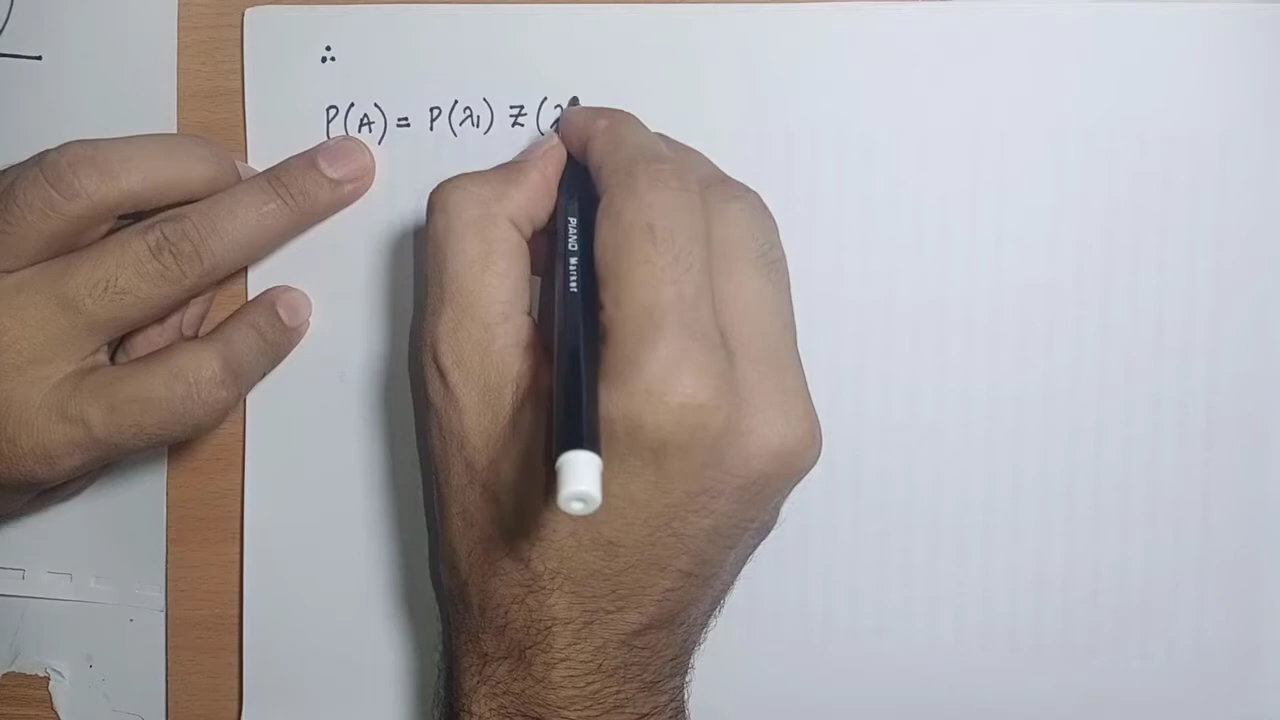 ∴
P(A) = P(λ₁) Z(λ
PIANO Marker